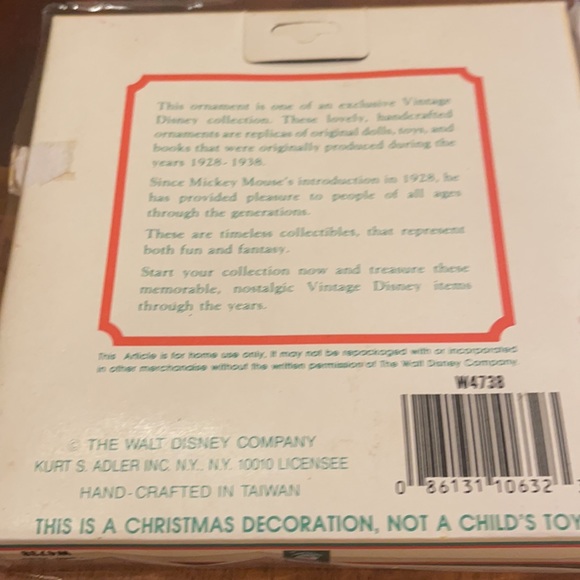 This ornament is one of an exclusive Vintage
Disney collection. These lovely, handcrafted
ornaments are replicas of original dolls, toys, and
books that were originally produced during the
years 1928-1938.
Since Mickey Mouse's introduction in 1928, he
has provided pleasure to people of all ages
through the generations.
These are timeless collectibles, that represent
both fun and fantasy.
Start your collection now and treasure these
memorable, nostalgic Vintage Disney items
through the years.
This Article is for home use only, it may not be repackaged with or incorporated
in other merchandise without the written permission of The Walt Disney Company
W4738
© THE WALT DISNEY COMPANY
KURT S. ADLER INC. N.Y., N.Y. 10010 LICENSEE
HAND-CRAFTED IN TAIWAN
0 86131 10632
THIS IS A CHRISTMAS DECORATION, NOT A CHILD'S TOY